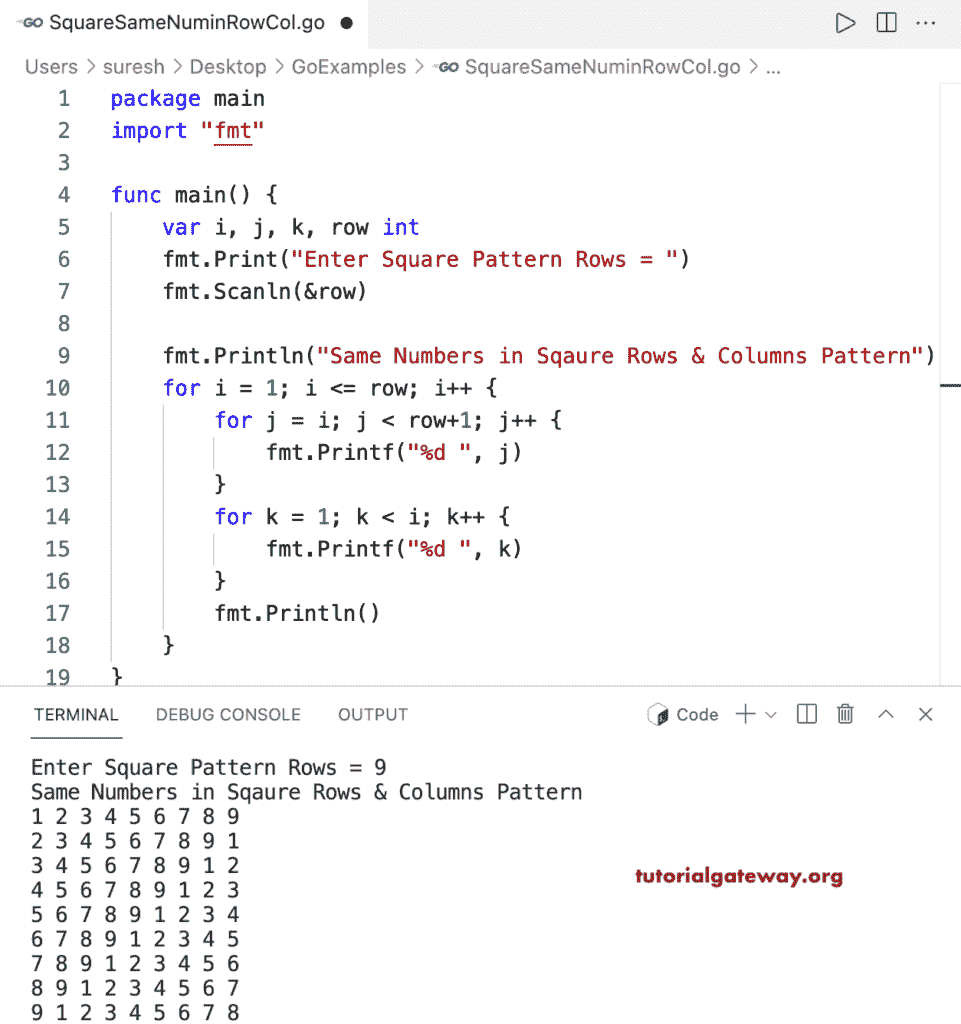 GO SquareSameNuminRowCol.go ●
Users > suresh > Desktop > GoExamples > GO SquareSameNuminRowCol.go > ...
1 package main
2 import "fmt"
3
4 func main() {
5     var i, j, k, row int
6     fmt.Print("Enter Square Pattern Rows = ")
7     fmt.Scanln(&row)
8
9     fmt.Println("Same Numbers in Sqaure Rows & Columns Pattern")
10     for i = 1; i <= row; i++ {
11         for j = i; j < row+1; j++ {
12             fmt.Printf("%d ", j)
13         }
14         for k = 1; k < i; k++ {
15             fmt.Printf("%d ", k)
16         }
17         fmt.Println()
18     }
19 }
TERMINAL DEBUG CONSOLE OUTPUT Code
Enter Square Pattern Rows = 9
Same Numbers in Sqaure Rows & Columns Pattern
1 2 3 4 5 6 7 8 9
2 3 4 5 6 7 8 9 1
3 4 5 6 7 8 9 1 2
tutorialgateway.org
4 5 6 7 8 9 1 2 3
5 6 7 8 9 1 2 3 4
6 7 8 9 1 2 3 4 5
7 8 9 1 2 3 4 5 6
8 9 1 2 3 4 5 6 7
9 1 2 3 4 5 6 7 8